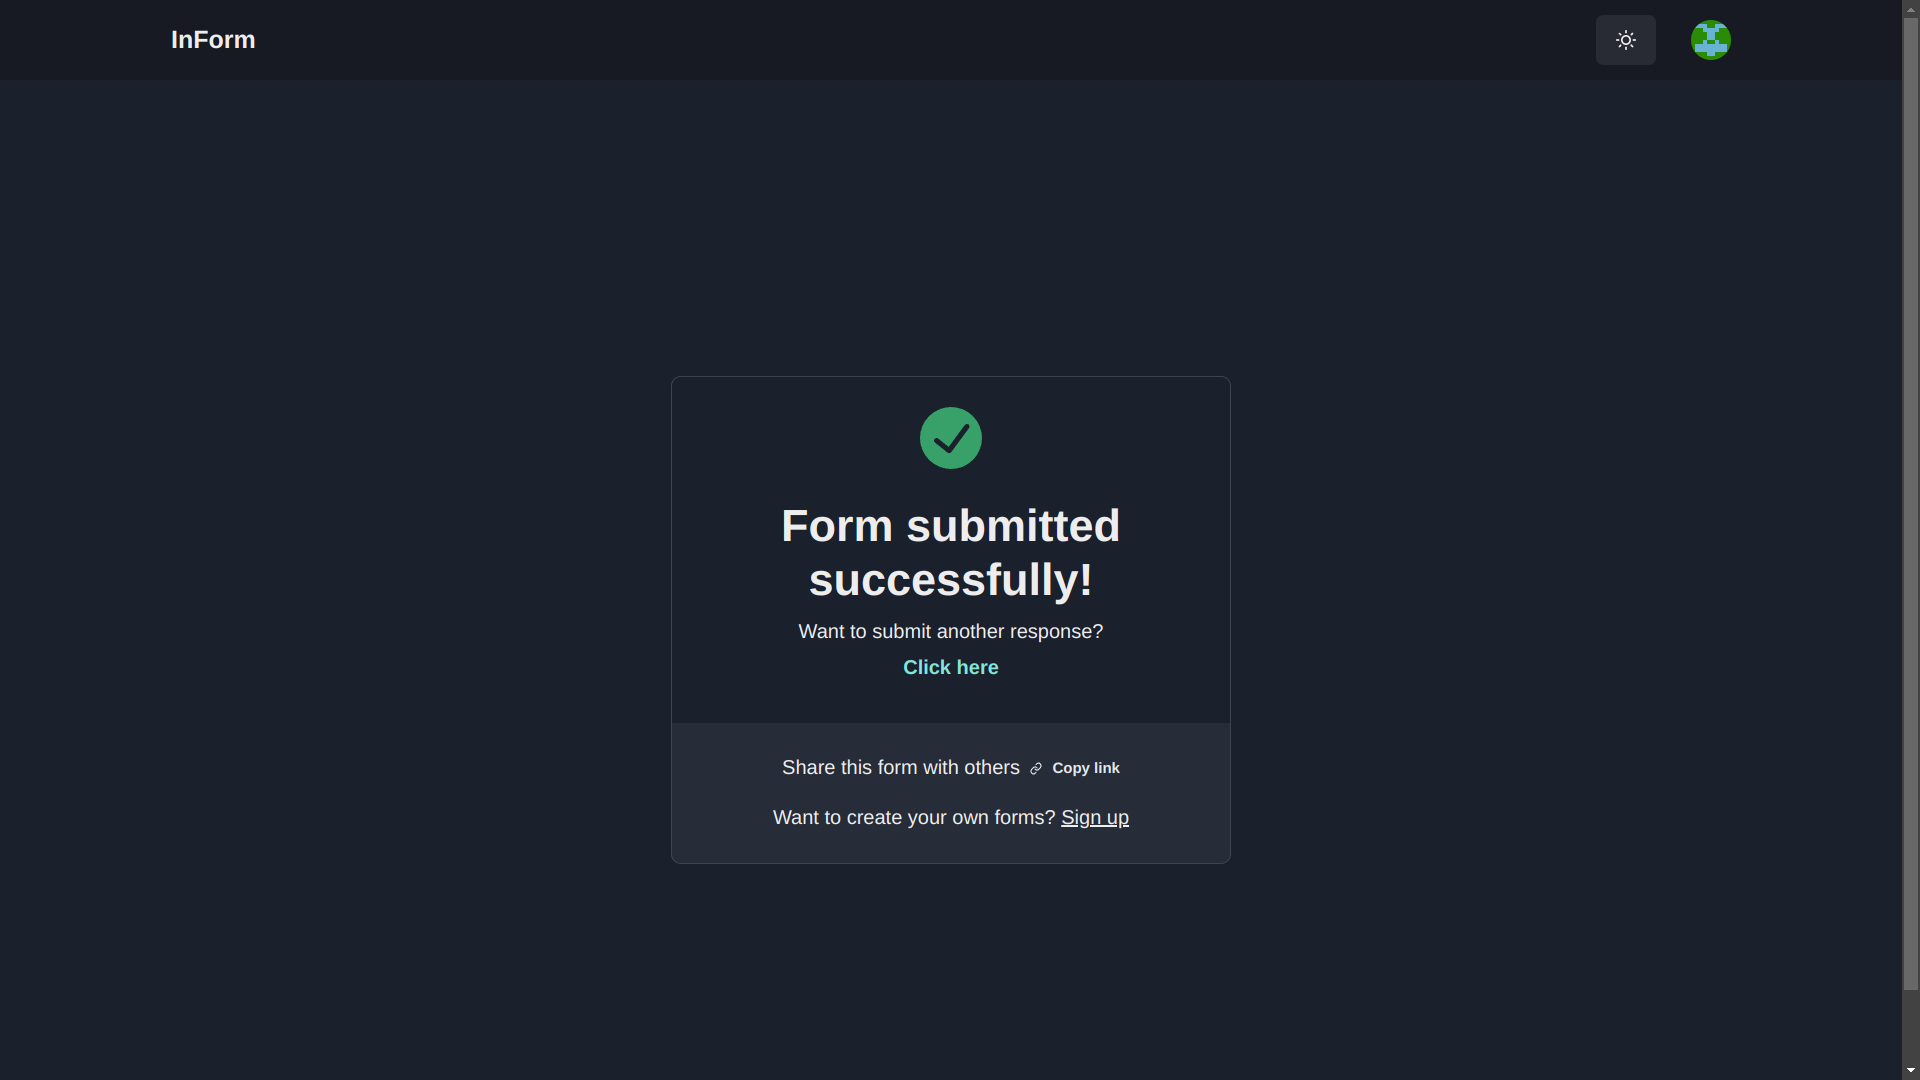 InForm
Form submitted
successfully!
Want to submit another response?
Click here
Share this form with others Copy link
Want to create your own forms? Sign up